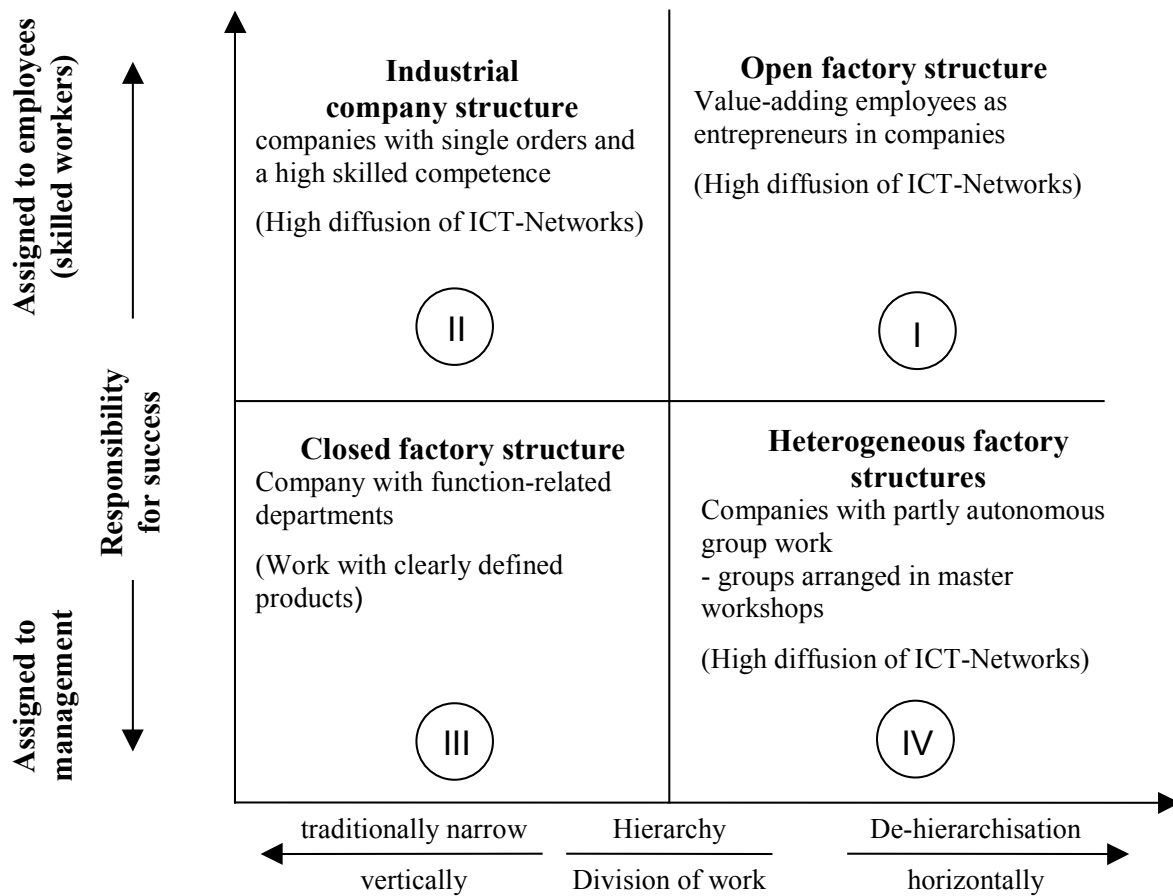 Assigned to employees
(skilled workers)
Responsibility
for success
Assigned to
management
Industrial
company structure
companies with single orders and
a high skilled competence
(High diffusion of ICT-Networks)
II
Open factory structure
Value-adding employees as
entrepreneurs in companies
(High diffusion of ICT-Networks)
I
Closed factory structure
Company with function-related
departments
(Work with clearly defined
products)
III
Heterogeneous factory
structures
Companies with partly autonomous
group work
- groups arranged in master
workshops
(High diffusion of ICT-Networks)
IV
traditionally narrow
vertically
Hierarchy
Division of work
De-hierarchisation
horizontally